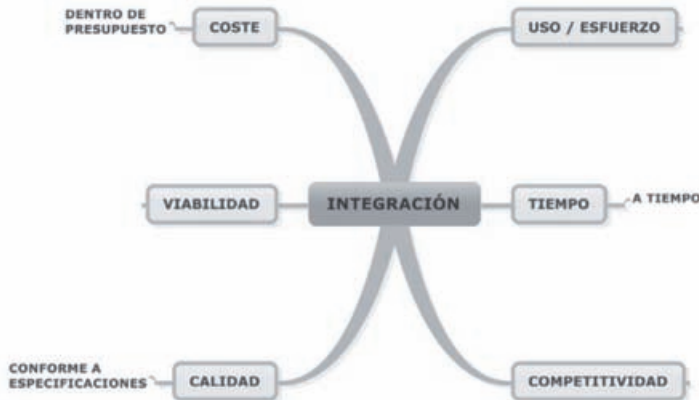 DENTRO DE
PRESUPUESTO
COSTE
USO / ESFUERZO
VIABILIDAD
INTEGRACIÓN
TIEMPO
A TIEMPO
CONFORME A
ESPECIFICACIONES
CALIDAD
COMPETITIVIDAD